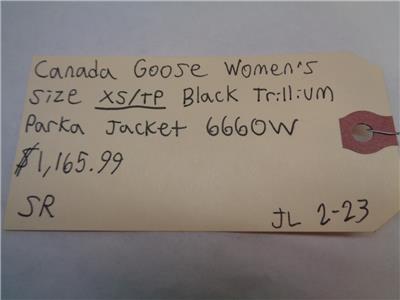 Canada Goose Women's
Size XS/TP Black Trillium
Parka Jacket 6660W
$1,165.99
SR
JL 2-23